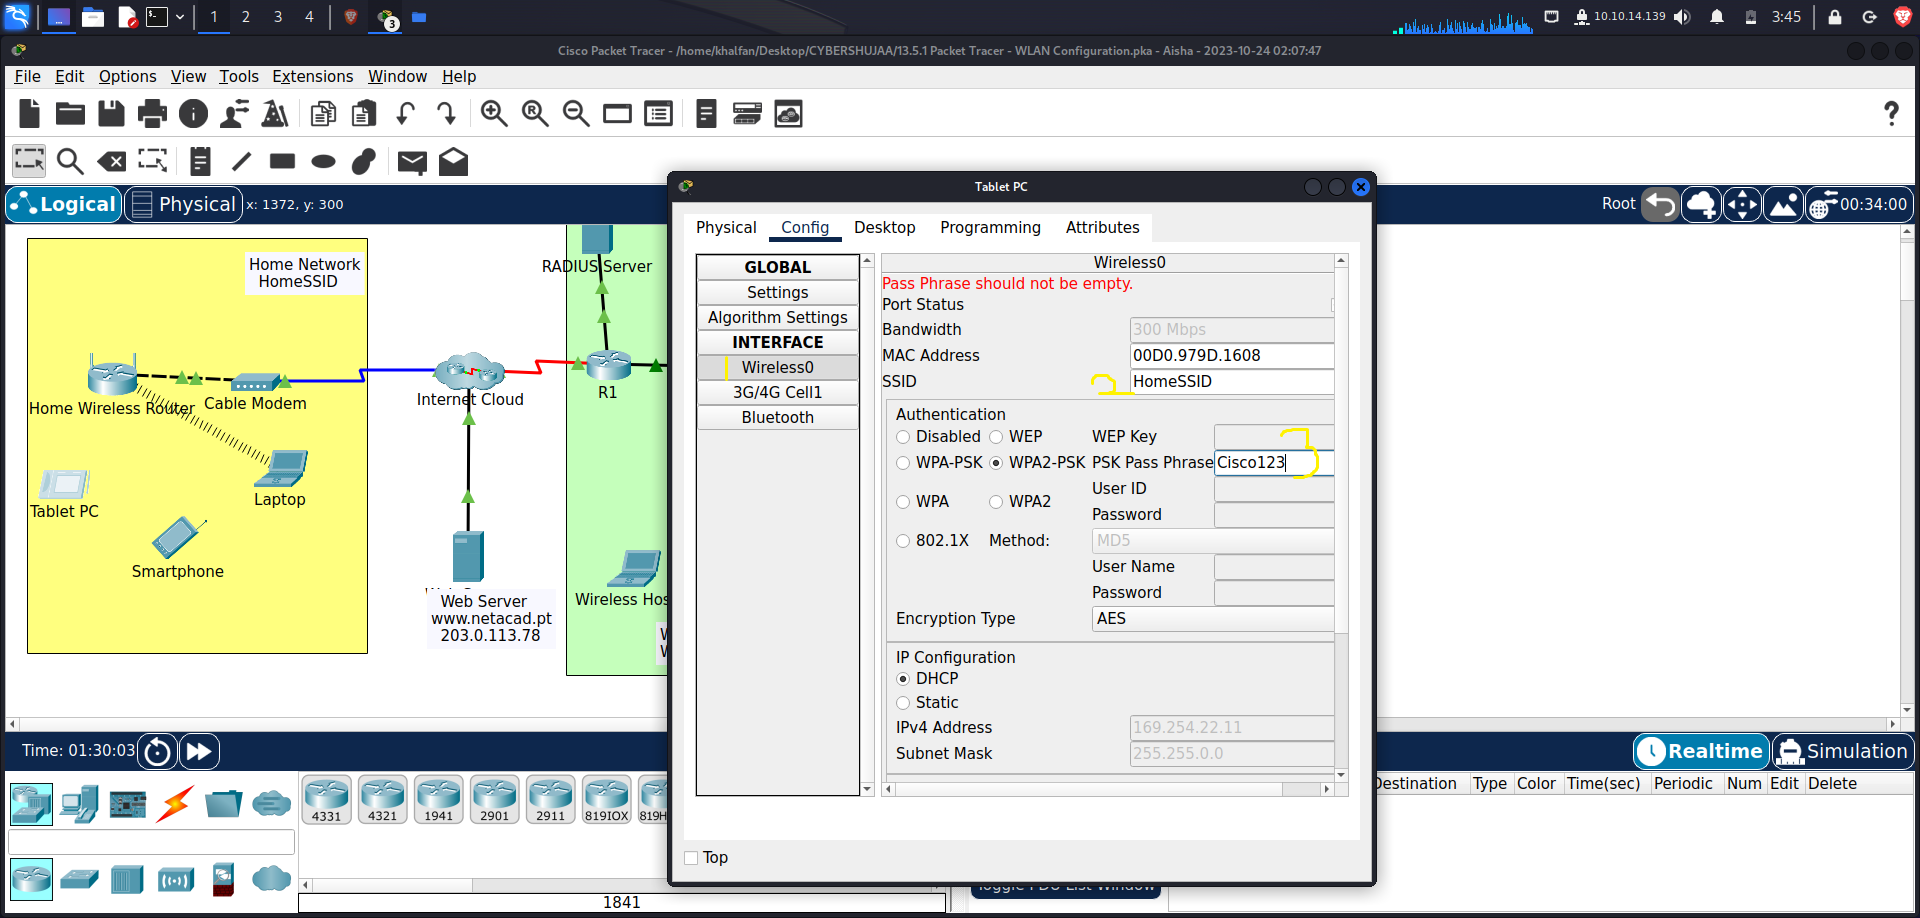 1 2 3 4 3 10.10.14.139 3:45
Cisco Packet Tracer - /home/khalfan/Desktop/CYBERSHUJAA/13.5.1 Packet Tracer - WLAN Configuration.pka - Aisha - 2023-10-24 02:07:47
File Edit Options View Tools Extensions Window Help
Logical Physical x: 1372, y: 300
Root 00:34:00
Home Network
HomeSSID
Home Wireless Router
Cable Modem
Laptop
Tablet PC
Smartphone
Internet Cloud
Web Server
www.netacad.pt
203.0.113.78
RADIUS Server
R1
Wireless Hos
Tablet PC
Physical Config Desktop Programming Attributes
GLOBAL
Settings
Algorithm Settings
INTERFACE
Wireless0
3G/4G Cell1
Bluetooth
Wireless0
Pass Phrase should not be empty.
Port Status
Bandwidth 300 Mbps
MAC Address 00D0.979D.1608
SSID 2 HomeSSID
Authentication
Disabled WEP WEP Key
WPA-PSK WPA2-PSK PSK Pass Phrase Cisco123 3
User ID
WPA WPA2
Password
802.1X Method: MD5
User Name
Password
Encryption Type AES
IP Configuration
DHCP
Static
IPv4 Address 169.254.22.11
Subnet Mask 255.255.0.0
Top
Time: 01:30:03
Realtime Simulation
Destination Type Color Time(sec) Periodic Num Edit Delete
4331 4321 1941 2901 2911 819IOX 819H
1841
Toggle PDU List Window